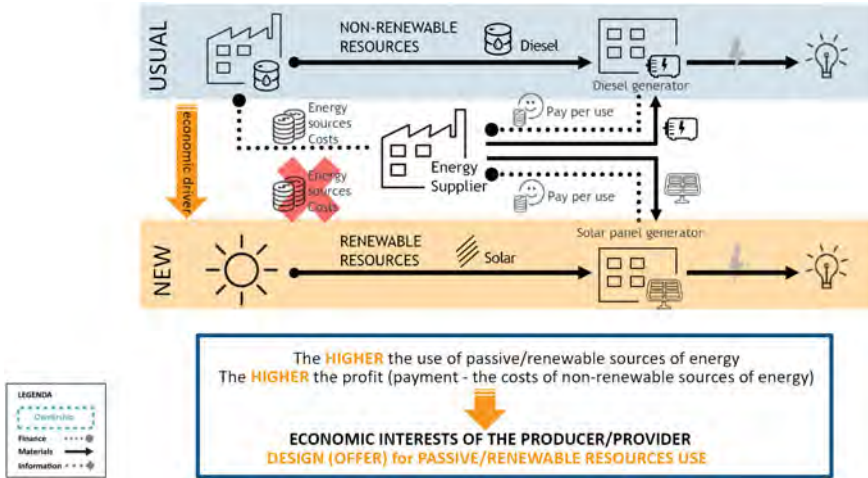 USUAL
NON-RENEWABLE
RESOURCES
Diesel
Diesel generator
economic driver
Energy
sources
Costs
Pay per use
Energy
Supplier
Energy
sources
Costs
Pay per use
Solar panel generator
NEW
RENEWABLE
RESOURCES
Solar
The HIGHER the use of passive/renewable sources of energy
The HIGHER the profit (payment - the costs of non-renewable sources of energy)
ECONOMIC INTERESTS OF THE PRODUCER/PROVIDER
DESIGN (OFFER) for PASSIVE/RENEWABLE RESOURCES USE
LEGENDA
Ownership
Finance
Materials
Information